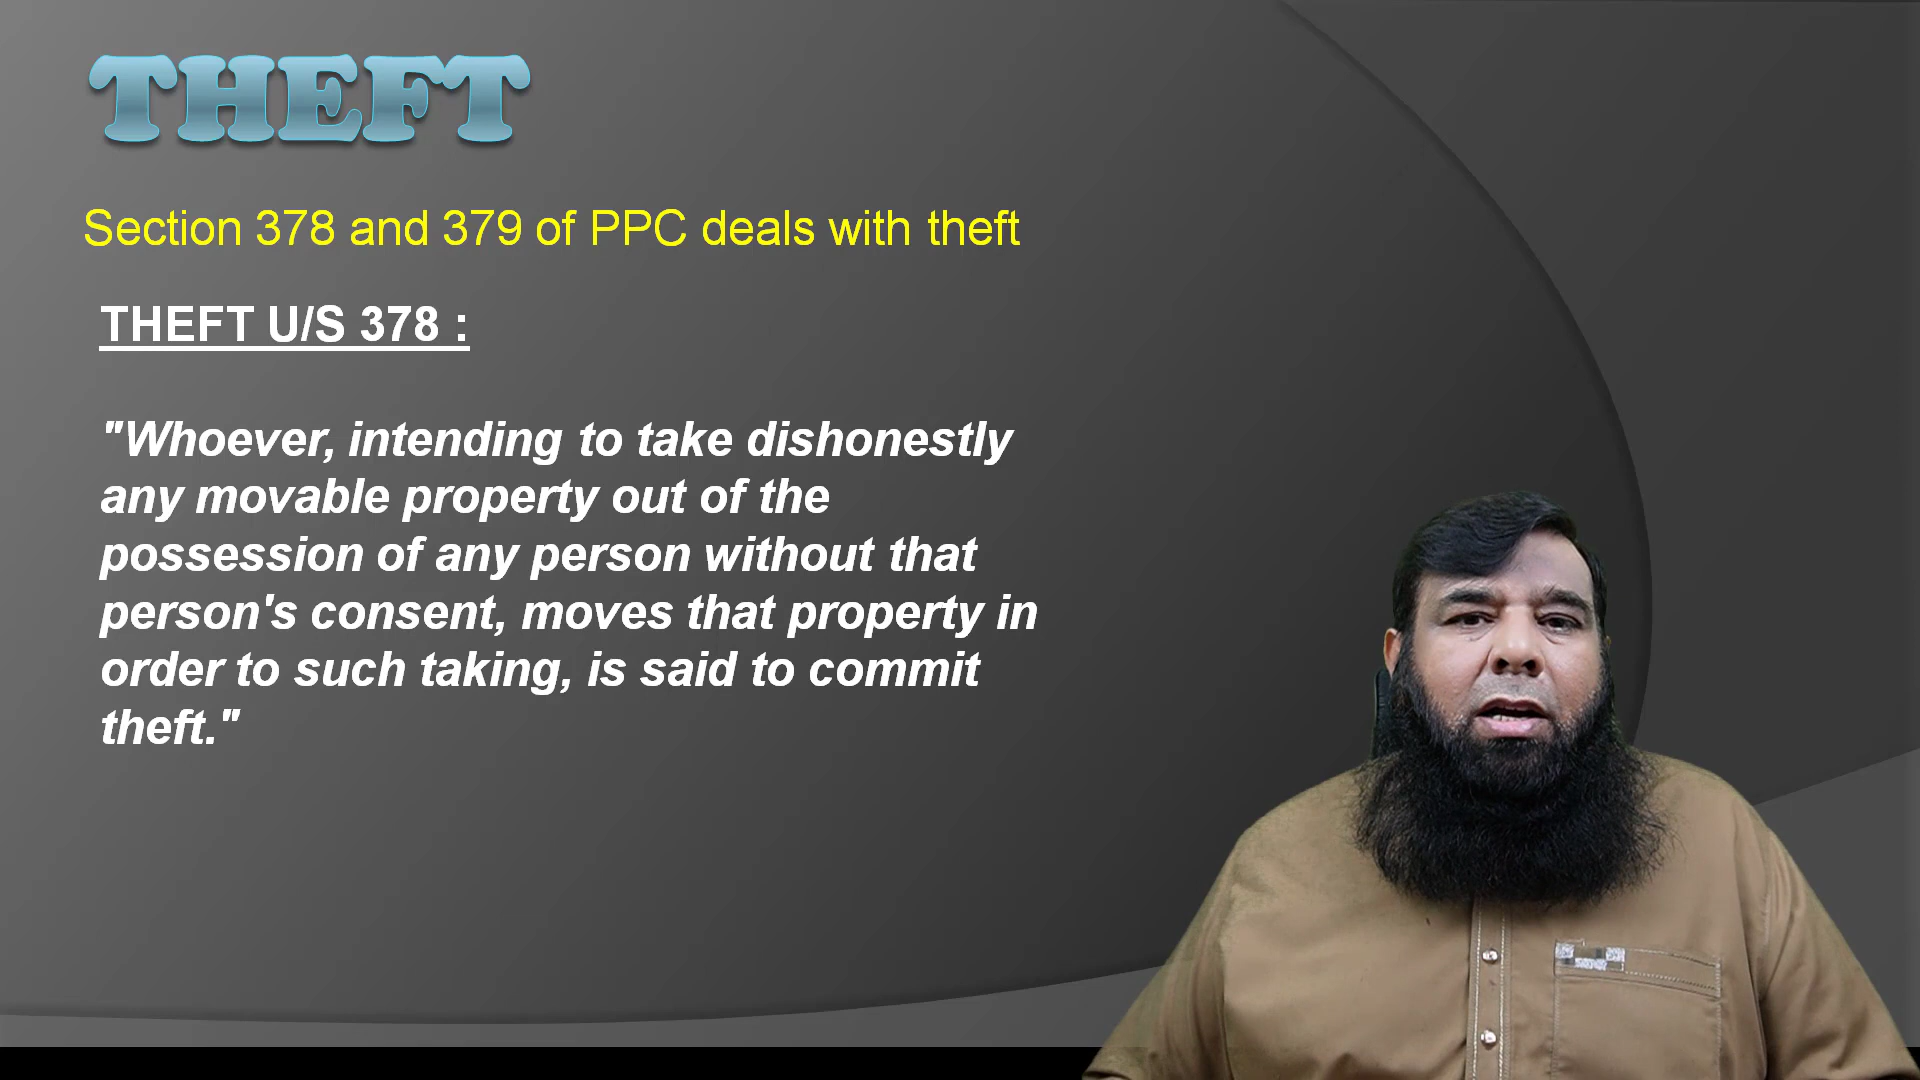 THEFT
Section 378 and 379 of PPC deals with theft
THEFT U/S 378 :
"Whoever, intending to take dishonestly
any movable property out of the
possession of any person without that
person's consent, moves that property in
order to such taking, is said to commit
theft."